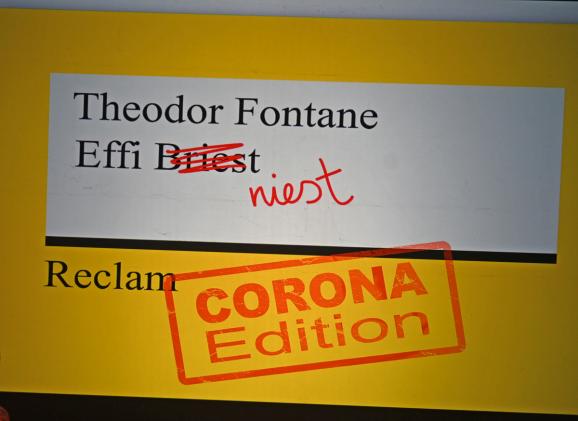 Theodor Fontane
Effi Briest
niest
Reclam
CORONA
Edition